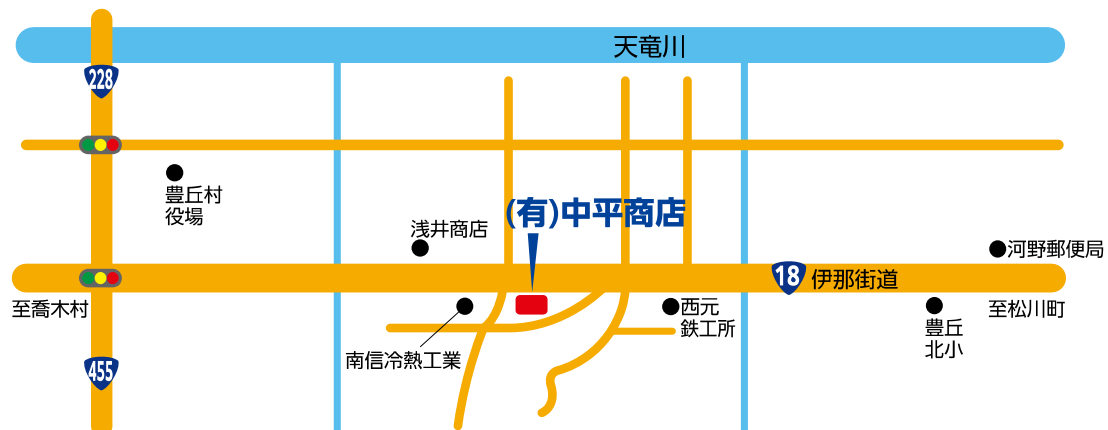 天竜川
228
豊丘村
役場
(有)中平商店
浅井商店
河野郵便局
18
伊那街道
至喬木村
西元
鉄工所
至松川町
豊丘
北小
南信冷熱工業
455